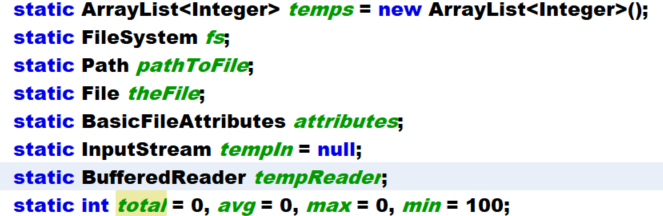 static ArrayList<Integer> temps = new ArrayList<Integer>();
static FileSystem fs;
static Path pathToFile;
static File theFile;
static BasicFileAttributes attributes;
static InputStream tempIn = null;
static BufferedReader tempReader;
static int total = 0, avg = 0, max = 0, min = 100;